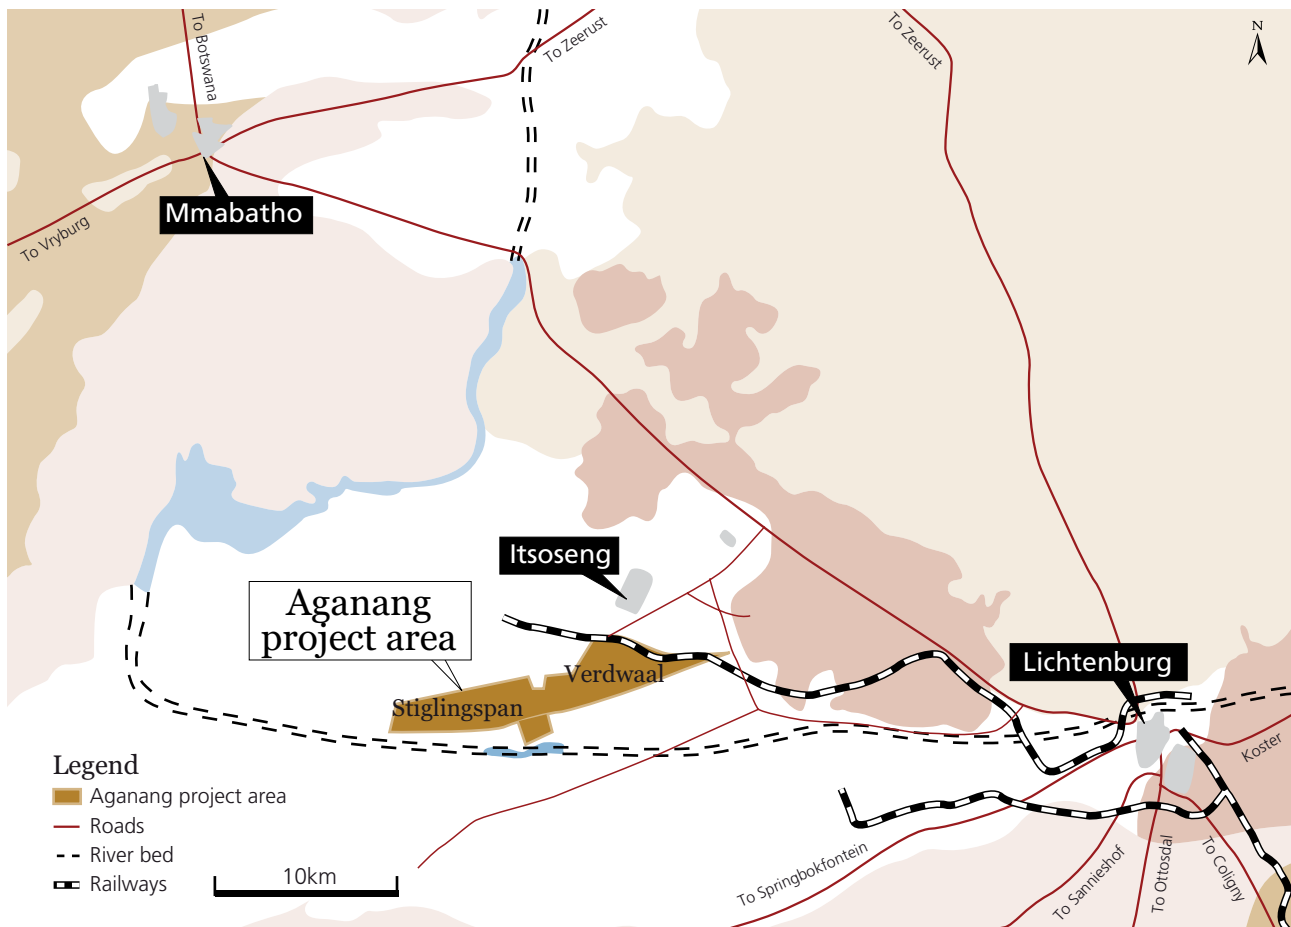 To Botswana
To Zeerust
To Zeerust
N
Mmabatho
To Vryburg
Itsoseng
Aganang
project area
Verdwaal
Stiglingspan
Lichtenburg
Koster
Legend
Aganang project area
Roads
River bed
Railways
10km
To Springbokfontein
To Sannieshof
To Ottosdal
To Coligny